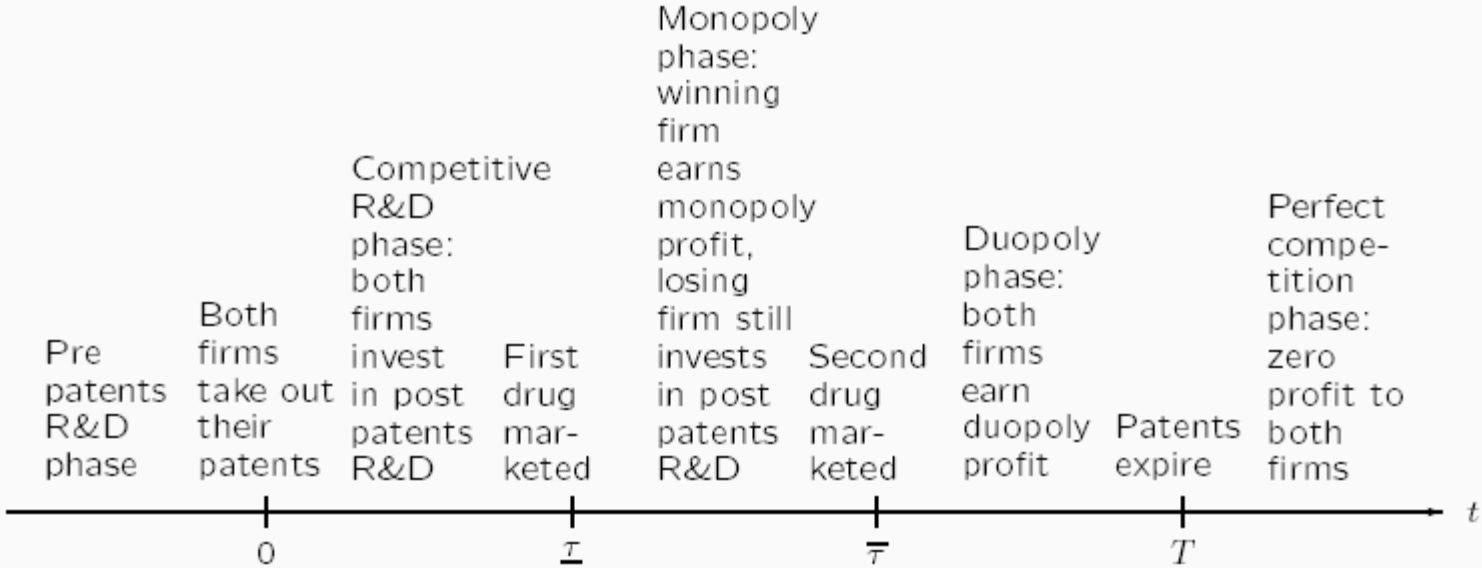 Pre
patents
R&D
phase
Both
firms
take out
their
patents
Competitive
R&D
phase:
both
firms
invest
in post
patents
R&D
First
drug
mar-
keted
Monopoly
phase:
winning
firm
earns
monopoly
profit,
losing
firm still
invests
in post
patents
R&D
Second
drug
mar-
keted
Duopoly
phase:
both
firms
earn
duopoly
profit
Patents
expire
Perfect
compe-
tition
phase:
zero
profit to
both
firms
t
0
τ̲
τ̅
T